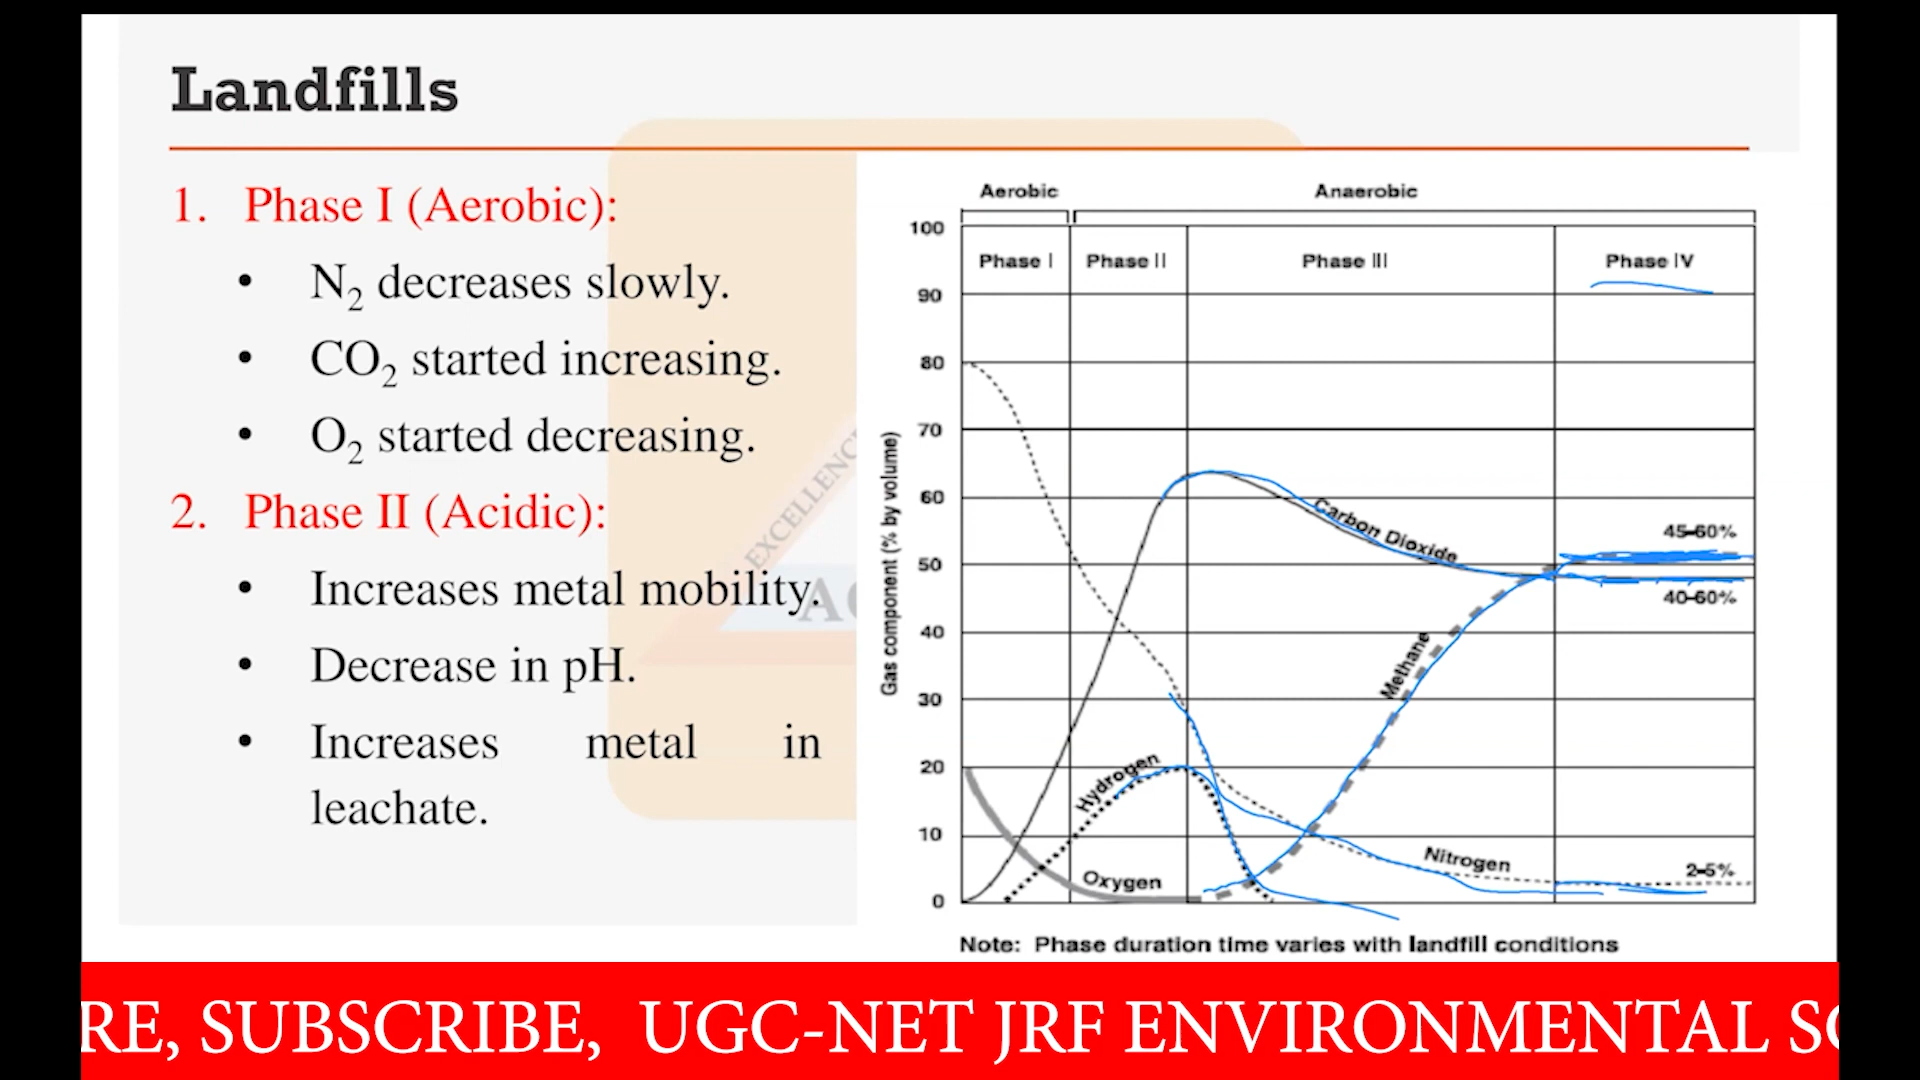 Landfills
1. Phase I (Aerobic):
• N₂ decreases slowly.
• CO₂ started increasing.
• O₂ started decreasing.
2. Phase II (Acidic):
• Increases metal mobility.
• Decrease in pH.
• Increases metal in
leachate.
EXCELLENC
Aerobic Anaerobic
Phase I Phase II Phase III Phase IV
Gas component (% by volume)
100
90
80
70
60
50
40
30
20
10
0
Carbon Dioxide
45-60%
40-60%
Methane
Hydrogen
Oxygen
Nitrogen
2-5%
Note: Phase duration time varies with landfill conditions
RE, SUBSCRIBE, UGC-NET JRF ENVIRONMENTAL SC